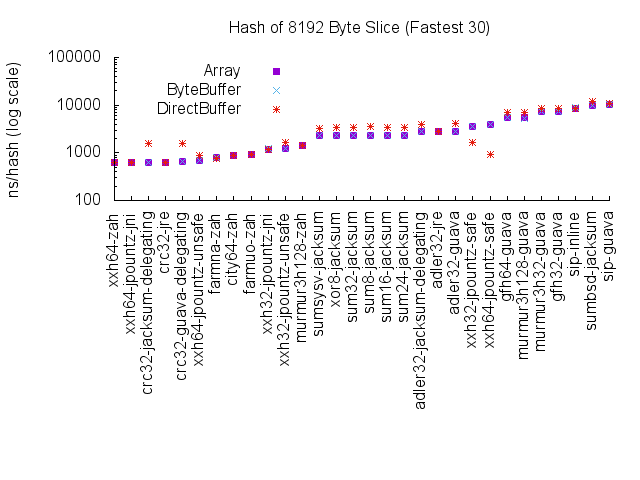 Hash of 8192 Byte Slice (Fastest 30)
ns/hash (log scale)
100000
10000
1000
100
Array
ByteBuffer
DirectBuffer
xxh64-zah
xxh64-jpountz-jni
crc32-jacksum-delegating
crc32-jre
crc32-guava-delegating
xxh64-jpountz-unsafe
farmna-zah
city64-zah
farmuo-zah
xxh32-jpountz-jni
xxh32-jpountz-unsafe
murmur3h128-zah
sumsysv-jacksum
xor8-jacksum
sum32-jacksum
sum8-jacksum
sum16-jacksum
sum24-jacksum
adler32-jacksum-delegating
adler32-jre
adler32-guava
xxh32-jpountz-safe
xxh64-jpountz-safe
gfh64-guava
murmur3h128-guava
murmur3h32-guava
gfh32-guava
sip-inline
sumbsd-jacksum
sip-guava